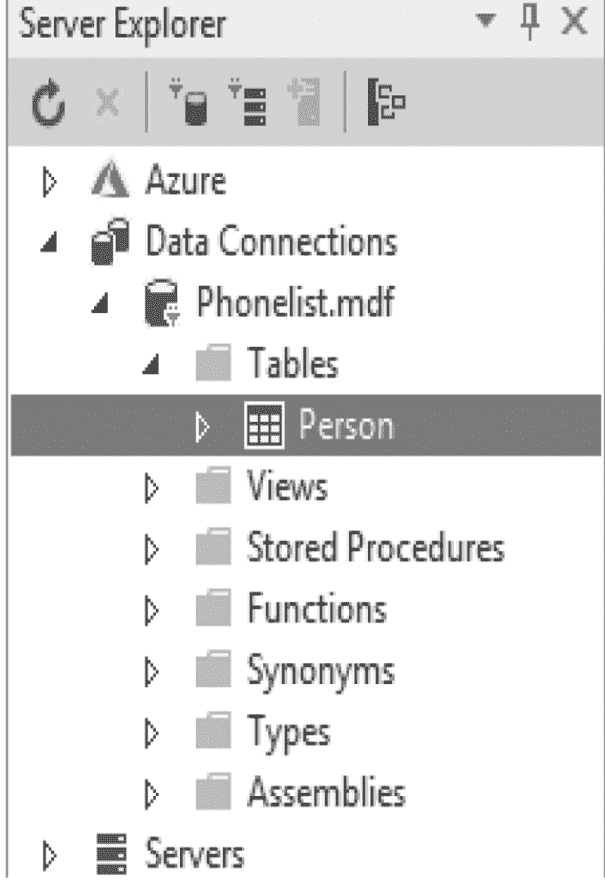 Server Explorer
Azure
Data Connections
Phonelist.mdf
Tables
Person
Views
Stored Procedures
Functions
Synonyms
Types
Assemblies
Servers